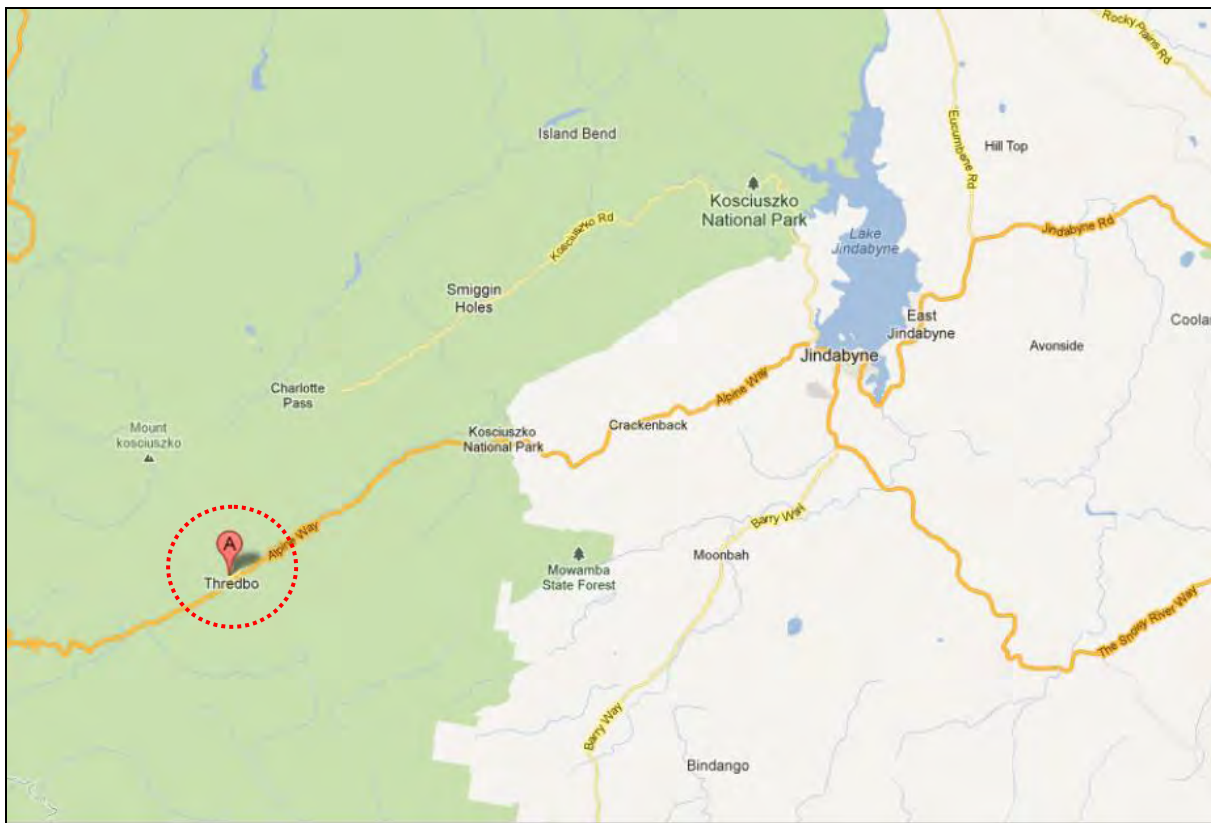 Rocky Plains Rd
Island Bend
Eucumbene Rd
Hill Top
Kosciuszko
National Park
Kosciuszko Rd
Lake
Jindabyne
Jindabyne Rd
Smiggin
Holes
East
Jindabyne
Coolar
Avonside
Jindabyne
Charlotte
Pass
Alpine Way
Mount
kosciuszko
Kosciuszko
National Park
Crackenback
Barry Way
A
Alpine Way
Thredbo
Mowamba
State Forest
Moonbah
The Snowy River Way
Barry Way
Bindango